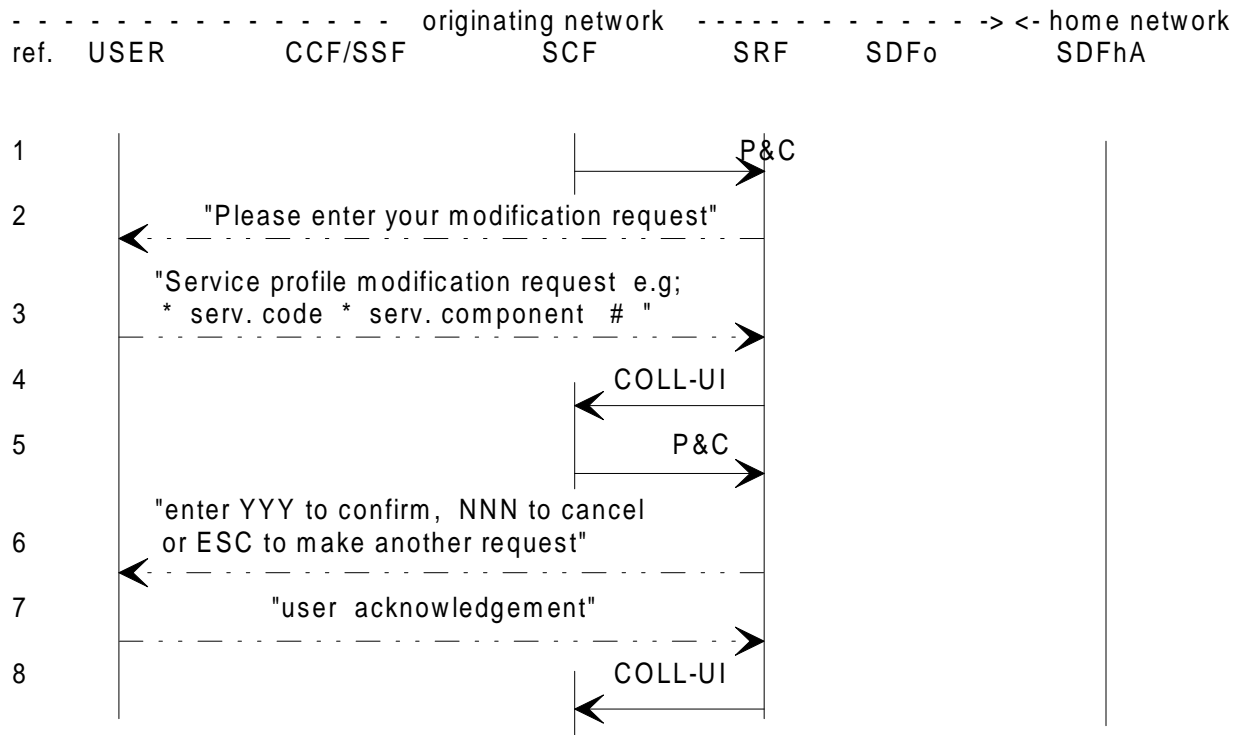 - - - - - - - - - - - - - - - originating network - - - - - - - - - - - - - -> <- home network
ref. USER CCF/SSF SCF SRF SDFo SDFhA
1 P&C
2 "Please enter your modification request"
"Service profile modification request e.g;
3 * serv. code * serv. component # "
4 COLL-UI
5 P&C
"enter YYY to confirm, NNN to cancel
6 or ESC to make another request"
7 "user acknowledgement"
8 COLL-UI